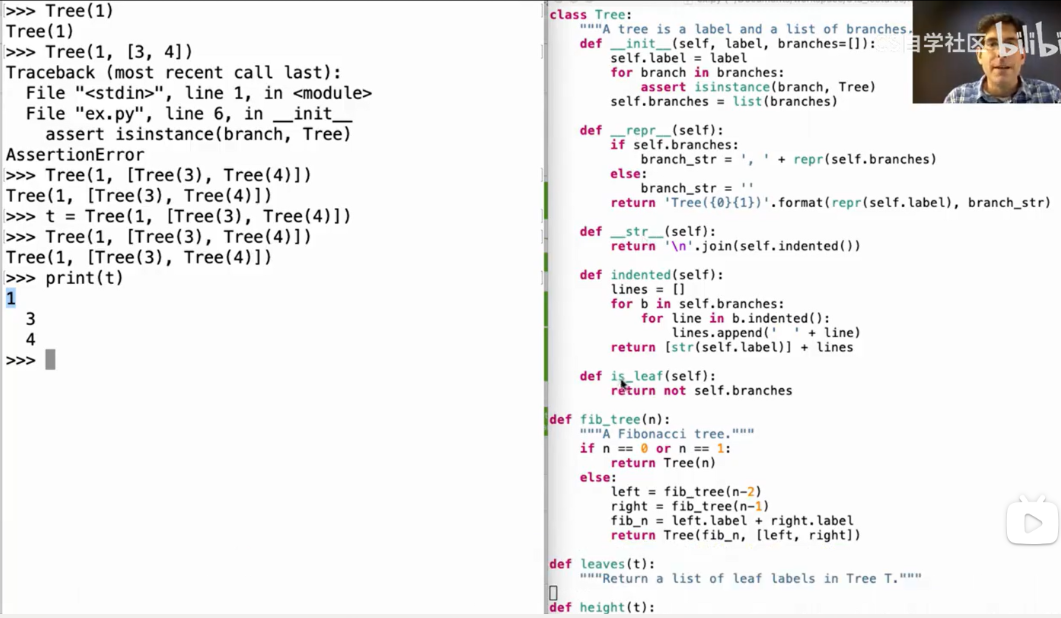 >>> Tree(1)
Tree(1)
>>> Tree(1, [3, 4])
Traceback (most recent call last):
  File "<stdin>", line 1, in <module>
  File "ex.py", line 6, in __init__
    assert isinstance(branch, Tree)
AssertionError
>>> Tree(1, [Tree(3), Tree(4)])
Tree(1, [Tree(3), Tree(4)])
>>> t = Tree(1, [Tree(3), Tree(4)])
>>> Tree(1, [Tree(3), Tree(4)])
Tree(1, [Tree(3), Tree(4)])
>>> print(t)
1
  3
  4
>>>
class Tree:
    """A tree is a label and a list of branches.
    def __init__(self, label, branches=[]):
        self.label = label
        for branch in branches:
            assert isinstance(branch, Tree)
        self.branches = list(branches)
    def __repr__(self):
        if self.branches:
            branch_str = ', ' + repr(self.branches)
        else:
            branch_str = ''
        return 'Tree({0}{1})'.format(repr(self.label), branch_str)
    def __str__(self):
        return '\n'.join(self.indented())
    def indented(self):
        lines = []
        for b in self.branches:
            for line in b.indented():
                lines.append('  ' + line)
        return [str(self.label)] + lines
    def is_leaf(self):
        return not self.branches
def fib_tree(n):
    """A Fibonacci tree."""
    if n == 0 or n == 1:
        return Tree(n)
    else:
        left = fib_tree(n-2)
        right = fib_tree(n-1)
        fib_n = left.label + right.label
        return Tree(fib_n, [left, right])
def leaves(t):
    """Return a list of leaf labels in Tree T."""
def height(t):
自学社区 bilibili